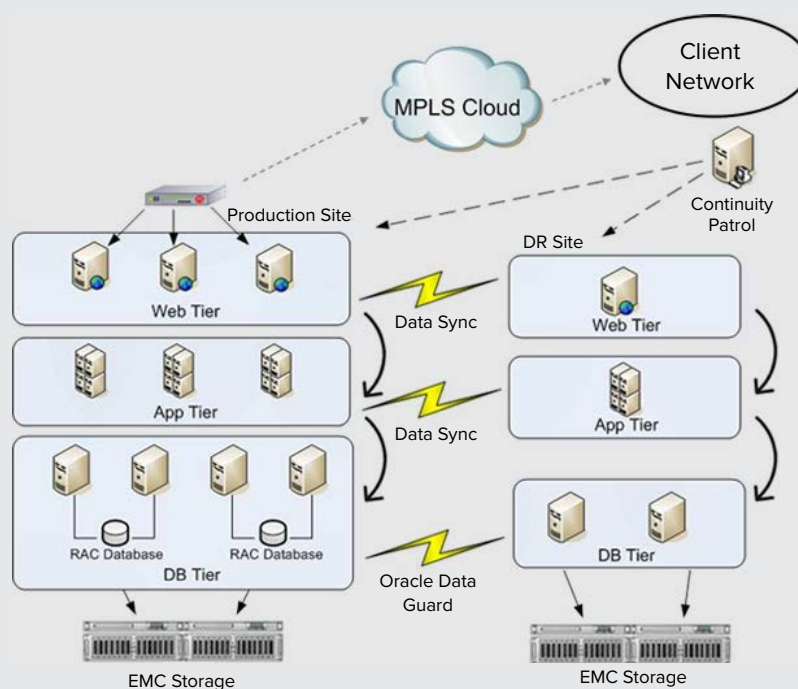 Client
Network
MPLS Cloud
Continuity
Patrol
Production Site
DR Site
Web Tier
Data Sync
Web Tier
App Tier
Data Sync
App Tier
RAC Database
RAC Database
DB Tier
Oracle Data
Guard
DB Tier
EMC Storage
EMC Storage